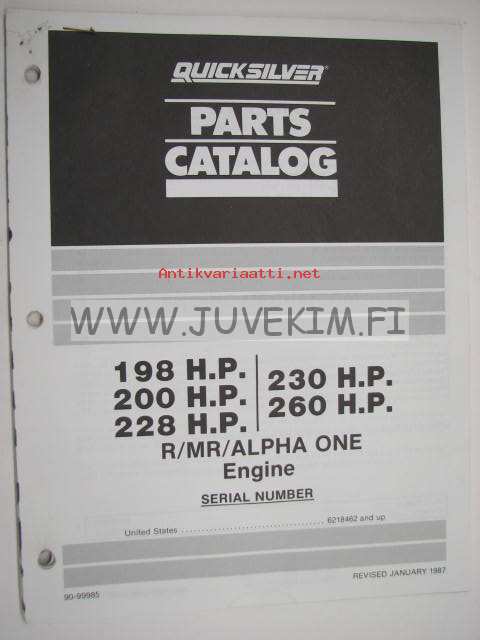 QUICKSILVER®
PARTS
CATALOG
Antikvariaatti.net
WWW.JUVEKIM.FI
198 H.P.
200 H.P.
228 H.P.
230 H.P.
260 H.P.
R/MR/ALPHA ONE
Engine
SERIAL NUMBER
United States .................................... 6218462 and up
90-99985
REVISED JANUARY 1987